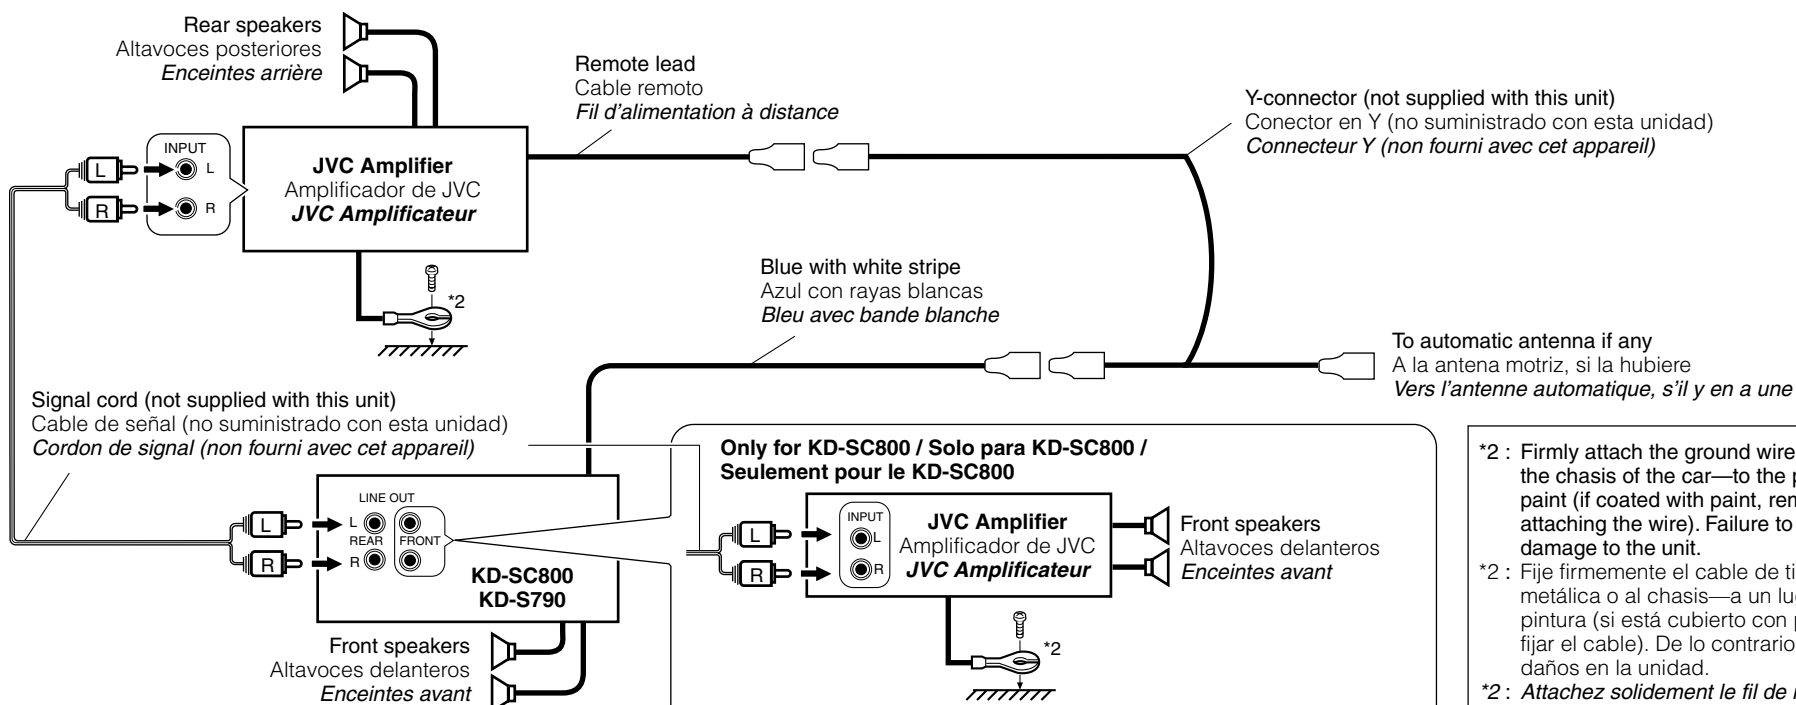 Rear speakers
Altavoces posteriores
Enceintes arrière
Remote lead
Cable remoto
Fil d'alimentation à distance
Y-connector (not supplied with this unit)
Conector en Y (no suministrado con esta unidad)
Connecteur Y (non fourni avec cet appareil)
INPUT
L L
R R
JVC Amplifier
Amplificador de JVC
JVC Amplificateur
*2
Blue with white stripe
Azul con rayas blancas
Bleu avec bande blanche
To automatic antenna if any
A la antena motriz, si la hubiere
Vers l'antenne automatique, s'il y en a une
Signal cord (not supplied with this unit)
Cable de señal (no suministrado con esta unidad)
Cordon de signal (non fourni avec cet appareil)
LINE OUT
L L
REAR FRONT
R R
KD-SC800
KD-S790
Front speakers
Altavoces delanteros
Enceintes avant
Only for KD-SC800 / Solo para KD-SC800 /
Seulement pour le KD-SC800
INPUT
L L
R R
JVC Amplifier
Amplificador de JVC
JVC Amplificateur
Front speakers
Altavoces delanteros
Enceintes avant
*2
*2 : Firmly attach the ground wire
the chasis of the car—to the
paint (if coated with paint,
attaching the wire). Failure to
damage to the unit.
*2 : Fije firmemente el cable de
metálica o al chasis—a un
pintura (si está cubierto con
fijar el cable). De lo contrario
daños en la unidad.
*2 : Attachez solidement le fil de